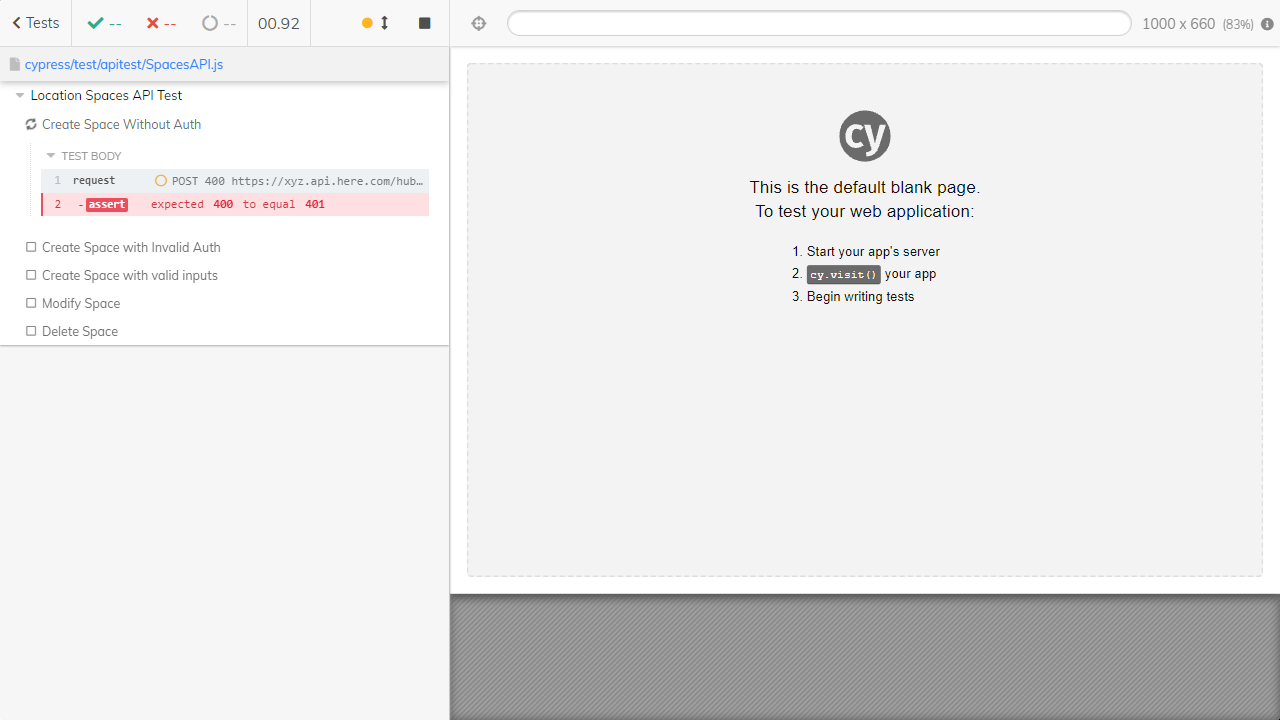 Tests -- -- -- 00.92 1000 x 660 (83%)
cypress/test/apitest/SpacesAPI.js
Location Spaces API Test
Create Space Without Auth
TEST BODY
1 request POST 400 https://xyz.api.here.com/hub…
2 -assert expected 400 to equal 401
Create Space with Invalid Auth
Create Space with valid inputs
Modify Space
Delete Space
cy
This is the default blank page.
To test your web application:
1. Start your app's server
2. cy.visit() your app
3. Begin writing tests